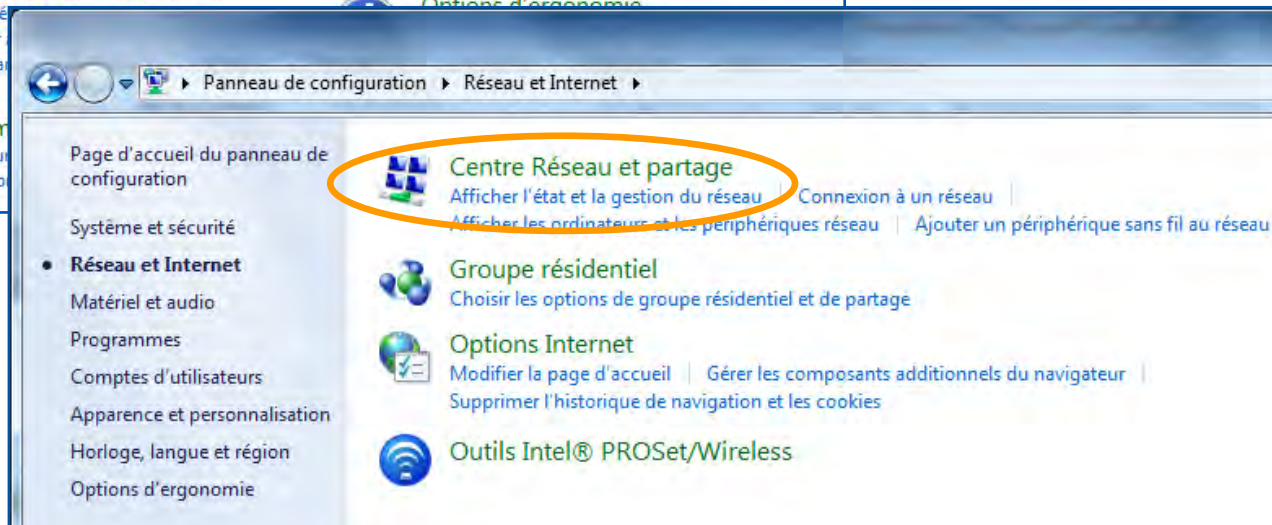 Options d'ergonomie
Panneau de configuration Réseau et Internet
Page d'accueil du panneau de
configuration
Système et sécurité
Réseau et Internet
Matériel et audio
Programmes
Comptes d'utilisateurs
Apparence et personnalisation
Horloge, langue et région
Options d'ergonomie
Centre Réseau et partage
Afficher l'état et la gestion du réseau Connexion à un réseau
Afficher les ordinateurs et les périphériques réseau Ajouter un périphérique sans fil au réseau
Groupe résidentiel
Choisir les options de groupe résidentiel et de partage
Options Internet
Modifier la page d'accueil Gérer les composants additionnels du navigateur
Supprimer l'historique de navigation et les cookies
Outils Intel® PROSet/Wireless